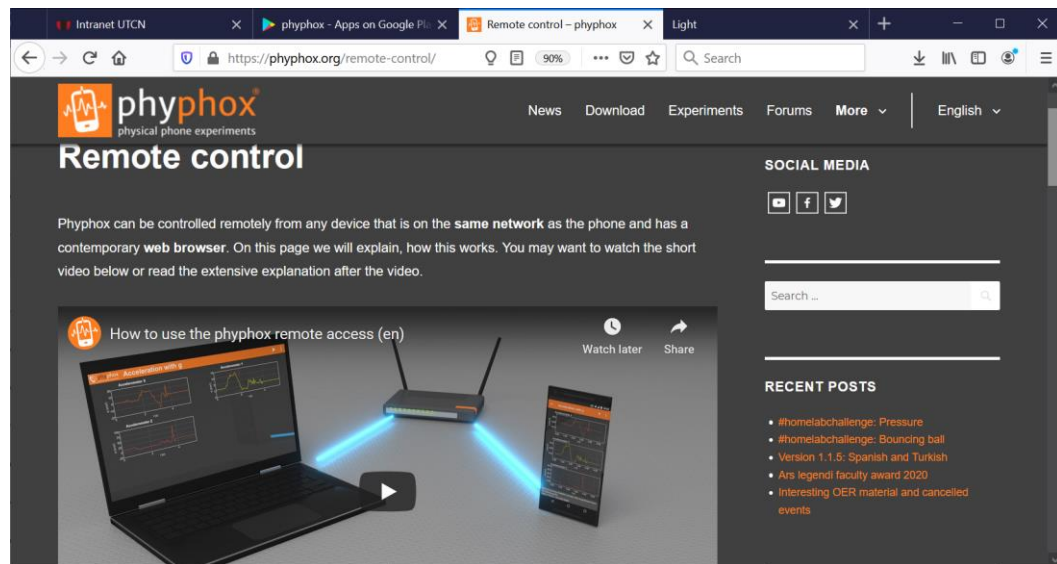 Intranet UTCN
phyphox - Apps on Google Pla
Remote control – phyphox
Light
https://phyphox.org/remote-control/
90%
Search
phyphox
physical phone experiments
News
Download
Experiments
Forums
More
English
Remote control
Phyphox can be controlled remotely from any device that is on the same network as the phone and has a
contemporary web browser. On this page we will explain, how this works. You may want to watch the short
video below or read the extensive explanation after the video.
How to use the phyphox remote access (en)
Watch later
Share
Acceleration with g
SOCIAL MEDIA
Search ...
RECENT POSTS
#homelabchallenge: Pressure
#homelabchallenge: Bouncing ball
Version 1.1.5: Spanish and Turkish
Ars legendi faculty award 2020
Interesting OER material and cancelled
events